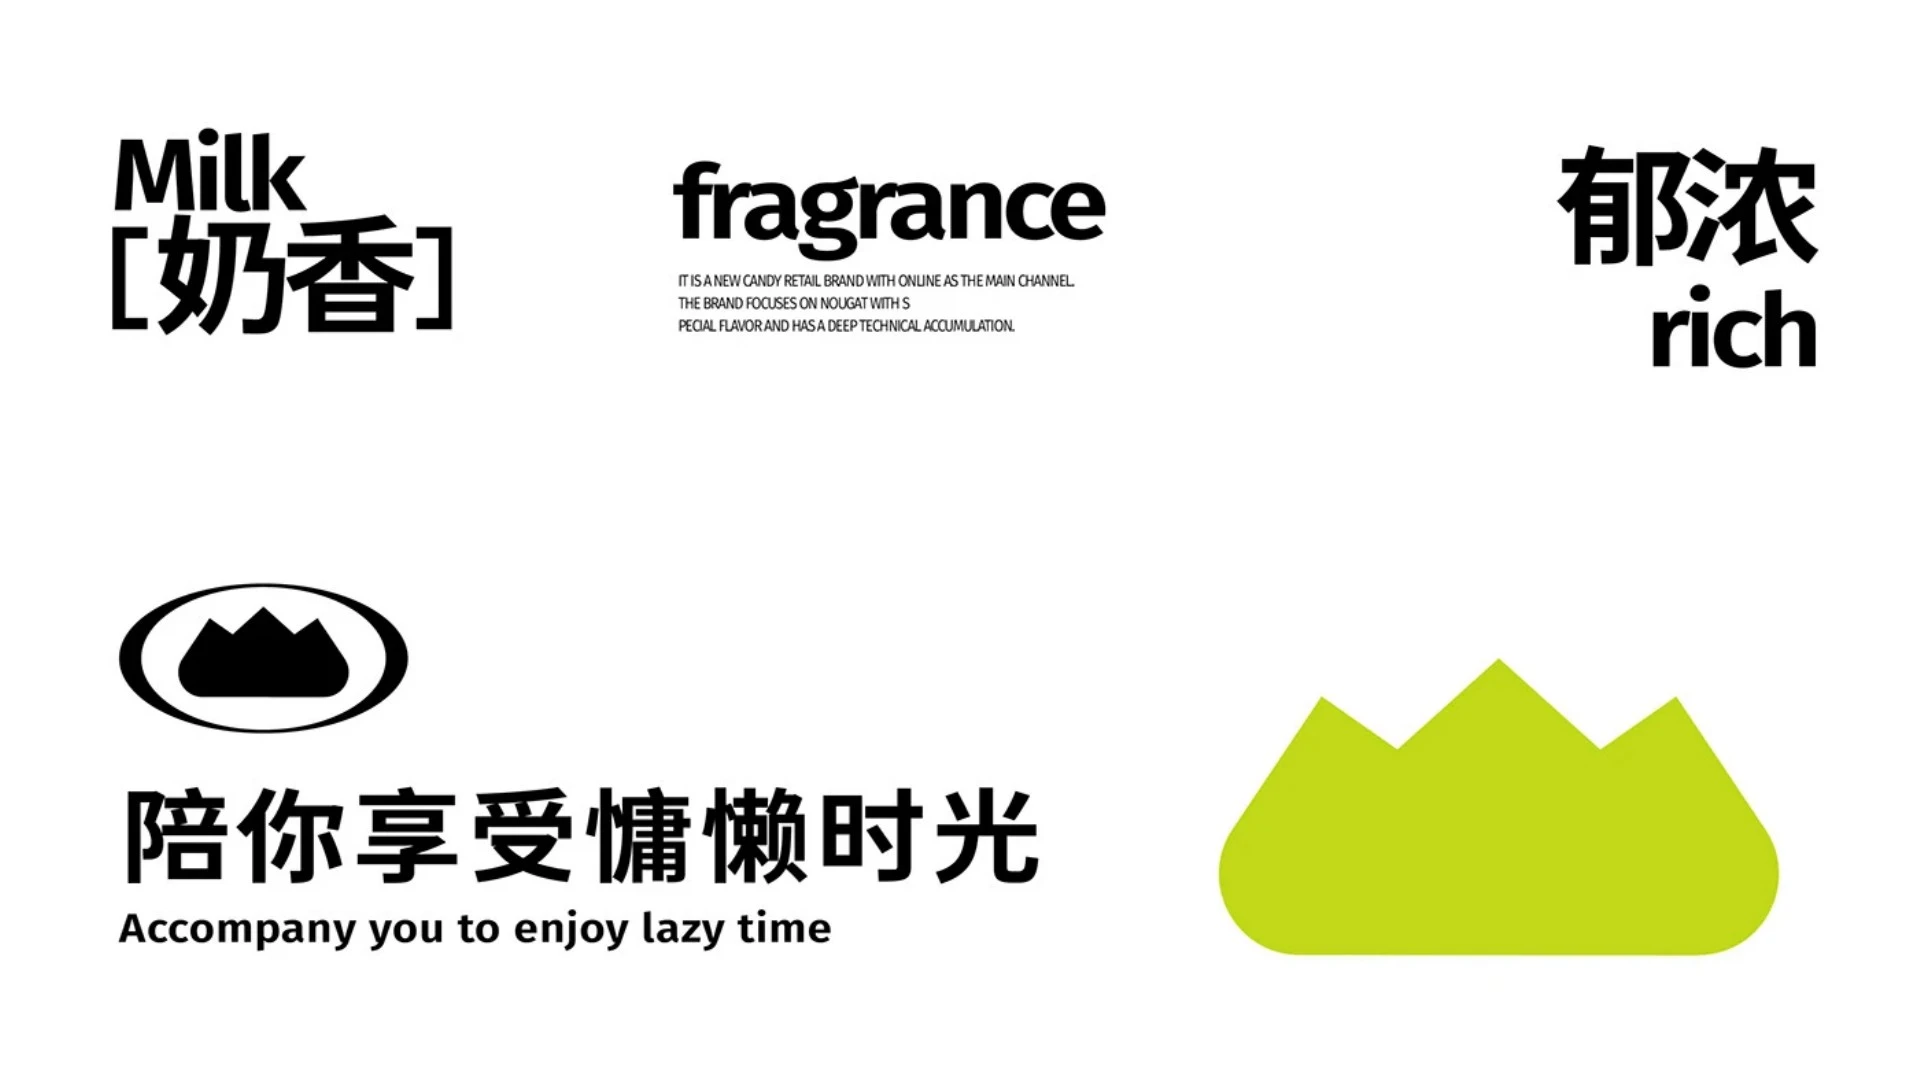 Milk
[奶香]
fragrance
IT IS A NEW CANDY RETAIL BRAND WITH ONLINE AS THE MAIN CHANNEL.
THE BRAND FOCUSES ON NOUGAT WITH S
PECIAL FLAVOR AND HAS A DEEP TECHNICAL ACCUMULATION.
郁浓
rich
陪你享受慵懒时光
Accompany you to enjoy lazy time